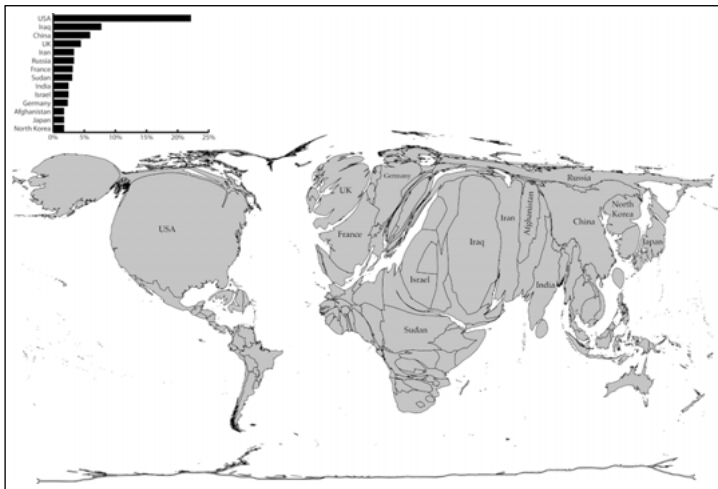 USA
Iraq
China
UK
Iran
Russia
France
Sudan
India
Israel
Germany
Afghanistan
Japan
North Korea
0% 5% 10% 15% 20% 25%
Russia
Germany
UK
North
Korea
Iran
Afghanistan
China
USA
France
Iraq
Japan
Israel
India
Sudan